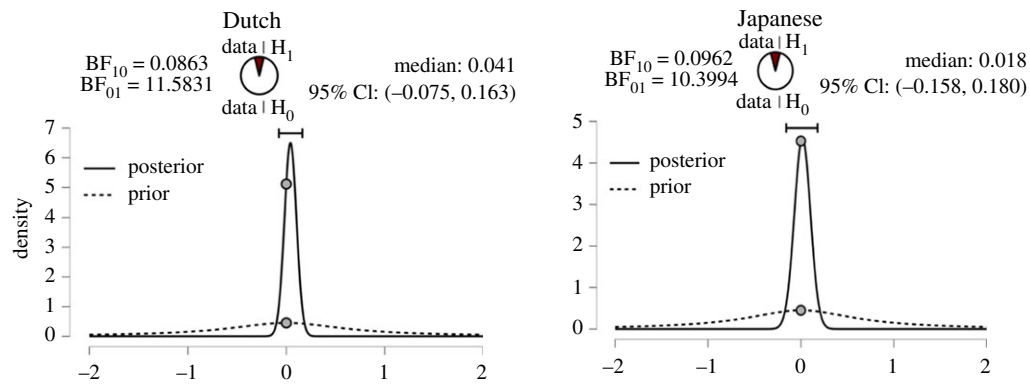 Dutch
data | H1
BF10 = 0.0863
BF01 = 11.5831
median: 0.041
95% Cl: (–0.075, 0.163)
data | H0
7
6
5
4
3
2
1
0
density
posterior
prior
–2
–1
0
1
2
Japanese
data | H1
BF10 = 0.0962
BF01 = 10.3994
median: 0.018
95% Cl: (–0.158, 0.180)
data | H0
5
4
3
2
1
0
posterior
prior
–2
–1
0
1
2